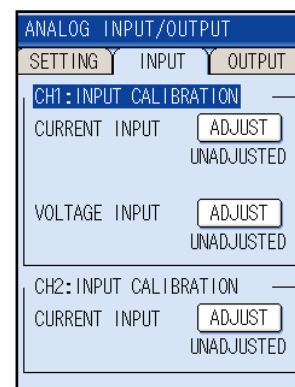 ANALOG INPUT/OUTPUT
SETTING INPUT OUTPUT
CH1:INPUT CALIBRATION
CURRENT INPUT ADJUST
UNADJUSTED
VOLTAGE INPUT ADJUST
UNADJUSTED
CH2:INPUT CALIBRATION
CURRENT INPUT ADJUST
UNADJUSTED